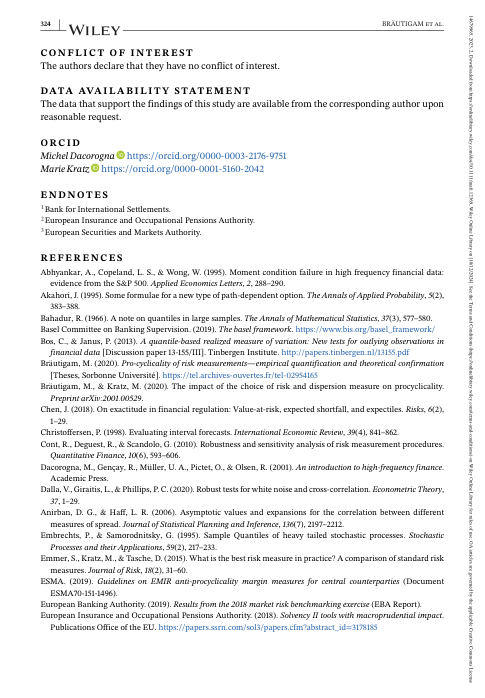 324
WILEY
BRÄUTIGAM ET AL.
CONFLICT OF INTEREST
The authors declare that they have no conflict of interest.
DATA AVAILABILITY STATEMENT
The data that support the findings of this study are available from the corresponding author upon
reasonable request.
ORCID
Michel Dacorogna https://orcid.org/0000-0003-2176-9751
Marie Kratz https://orcid.org/0000-0001-5160-2042
ENDNOTES
1 Bank for International Settlements.
2 European Insurance and Occupational Pensions Authority.
3 European Securities and Markets Authority.
REFERENCES
Abhyankar, A., Copeland, L. S., & Wong, W. (1995). Moment condition failure in high frequency financial data:
evidence from the S&P 500. Applied Economics Letters, 2, 288–290.
Akahori, J. (1995). Some formulae for a new type of path-dependent option. The Annals of Applied Probability, 5(2),
383–388.
Bahadur, R. (1966). A note on quantiles in large samples. The Annals of Mathematical Statistics, 37(3), 577–580.
Basel Committee on Banking Supervision. (2019). The basel framework. https://www.bis.org/basel_framework/
Bos, C., & Janus, P. (2013). A quantile-based realized measure of variation: New tests for outlying observations in
financial data [Discussion paper 13-155/III]. Tinbergen Institute. http://papers.tinbergen.nl/13155.pdf
Bräutigam, M. (2020). Pro-cyclicality of risk measurements—empirical quantification and theoretical confirmation
[Theses, Sorbonne Université]. https://tel.archives-ouvertes.fr/tel-02954165
Bräutigam, M., & Kratz, M. (2020). The impact of the choice of risk and dispersion measure on procyclicality.
Preprint arXiv:2001.00529.
Chen, J. (2018). On exactitude in financial regulation: Value-at-risk, expected shortfall, and expectiles. Risks, 6(2),
1–29.
Christoffersen, P. (1998). Evaluating interval forecasts. International Economic Review, 39(4), 841–862.
Cont, R., Deguest, R., & Scandolo, G. (2010). Robustness and sensitivity analysis of risk measurement procedures.
Quantitative Finance, 10(6), 593–606.
Dacorogna, M., Gençay, R., Müller, U. A., Pictet, O., & Olsen, R. (2001). An introduction to high-frequency finance.
Academic Press.
Dalla, V., Giraitis, L., & Phillips, P. C. (2020). Robust tests for white noise and cross-correlation. Econometric Theory,
37, 1–29.
Anirban, D. G., & Haff, L. R. (2006). Asymptotic values and expansions for the correlation between different
measures of spread. Journal of Statistical Planning and Inference, 136(7), 2197–2212.
Embrechts, P., & Samorodnitsky, G. (1995). Sample Quantiles of heavy tailed stochastic processes. Stochastic
Processes and their Applications, 59(2), 217–233.
Emmer, S., Kratz, M., & Tasche, D. (2015). What is the best risk measure in practice? A comparison of standard risk
measures. Journal of Risk, 18(2), 31–60.
ESMA. (2019). Guidelines on EMIR anti-procyclicality margin measures for central counterparties (Document
ESMA70-151-1496).
European Banking Authority. (2019). Results from the 2018 market risk benchmarking exercise (EBA Report).
European Insurance and Occupational Pensions Authority. (2018). Solvency II tools with macroprudential impact.
Publications Office of the EU. https://papers.ssrn.com/sol3/papers.cfm?abstract_id=3178185